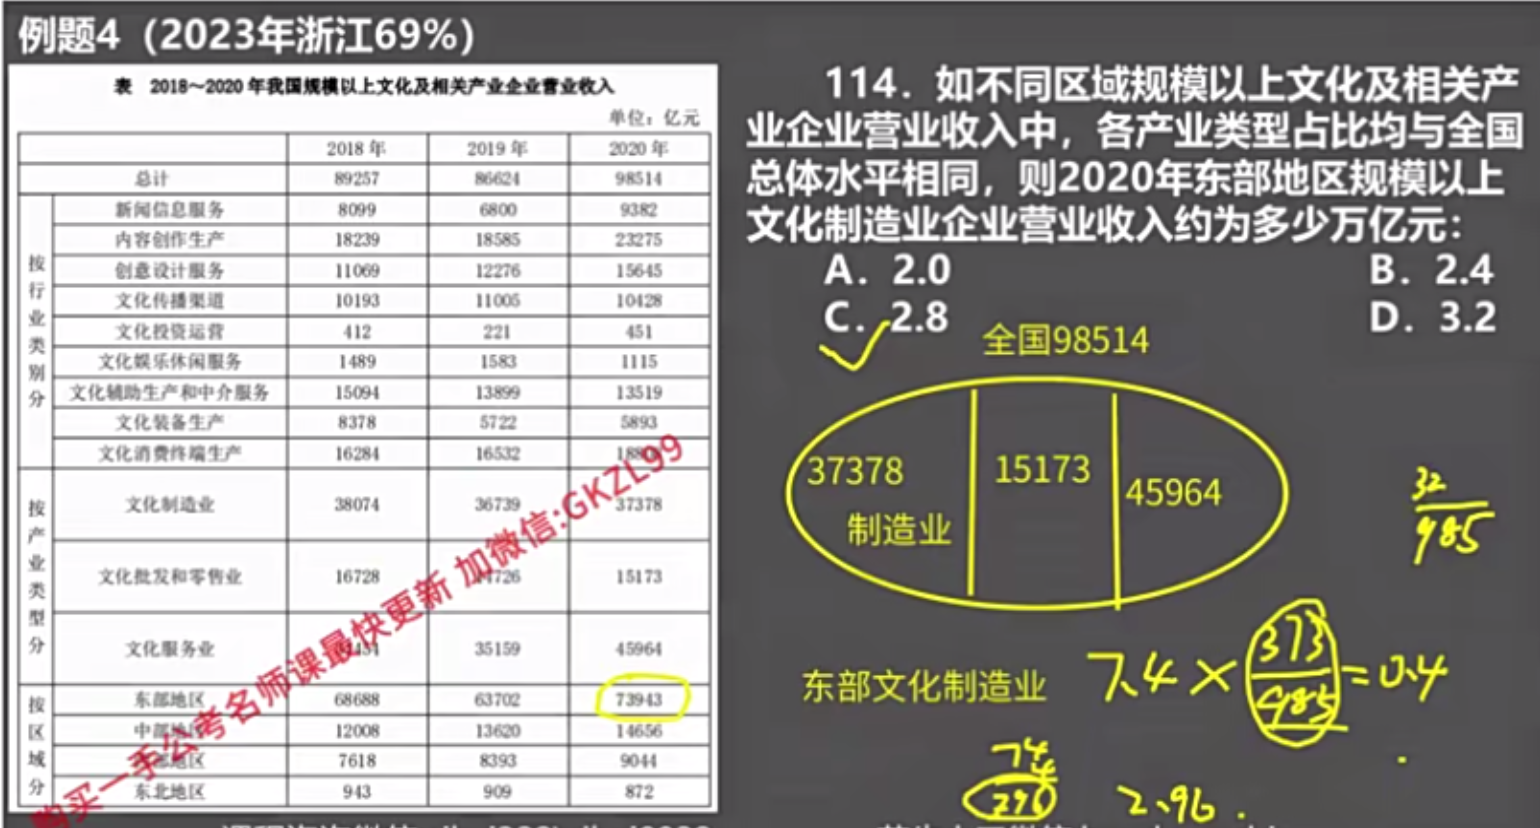 例题4（2023年浙江69%）
表 2018～2020年我国规模以上文化及相关产业企业营业收入
单位：亿元
2018年 2019年 2020年
总计 89257 86624 98514
按行业类别分
新闻信息服务 8099 6800 9382
内容创作生产 18239 18585 23275
创意设计服务 11069 12276 15645
文化传播渠道 10193 11005 10428
文化投资运营 412 221 451
文化娱乐休闲服务 1489 1583 1115
文化辅助生产和中介服务 15094 13899 13519
文化装备生产 8378 5722 5893
文化消费终端生产 16284 16532
按产业类型分
文化制造业 38074 36739 37378
文化批发和零售业 16728 15173
文化服务业 35159 45964
按区域分
东部地区 68688 63702 73943
中部地区 12008 13620 14656
部地区 7618 8393 9044
东北地区 943 909 872
购买一手公考名师课最快更新 加微信:GKZL99
114．如不同区域规模以上文化及相关产
业企业营业收入中，各产业类型占比均与全国
总体水平相同，则2020年东部地区规模以上
文化制造业企业营业收入约为多少万亿元：
A．2.0 B．2.4
C．2.8 D．3.2
全国98514
37378 15173 45964
制造业
32
985
东部文化制造业 7.4×373/985=0.4
74
4
296 2.96